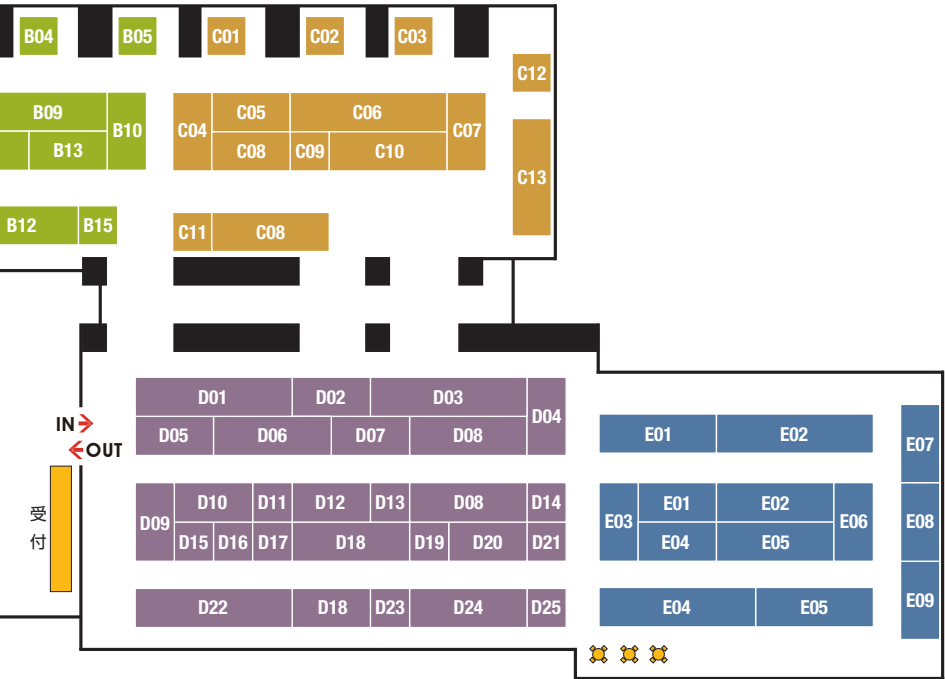 B04 B05 C01 C02 C03
C12
B09 B10 C04 C05 C06 C07
B13 C08 C09 C10
C13
B12 B15 C11 C08
D01 D02 D03 D04
IN
OUT
D05 D06 D07 D08
E01 E02 E07
受付
D09 D10 D11 D12 D13 D08 D14
D15 D16 D17 D18 D19 D20 D21
E03 E01 E02 E06 E08
E04 E05
D22 D18 D23 D24 D25
E04 E05 E09